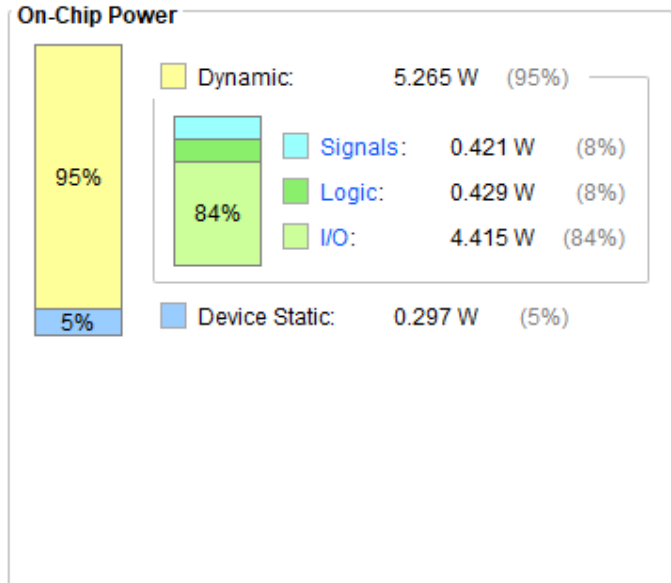 On-Chip Power
Dynamic: 5.265 W (95%)
95%
Signals: 0.421 W (8%)
Logic: 0.429 W (8%)
84%
I/O: 4.415 W (84%)
5%
Device Static: 0.297 W (5%)